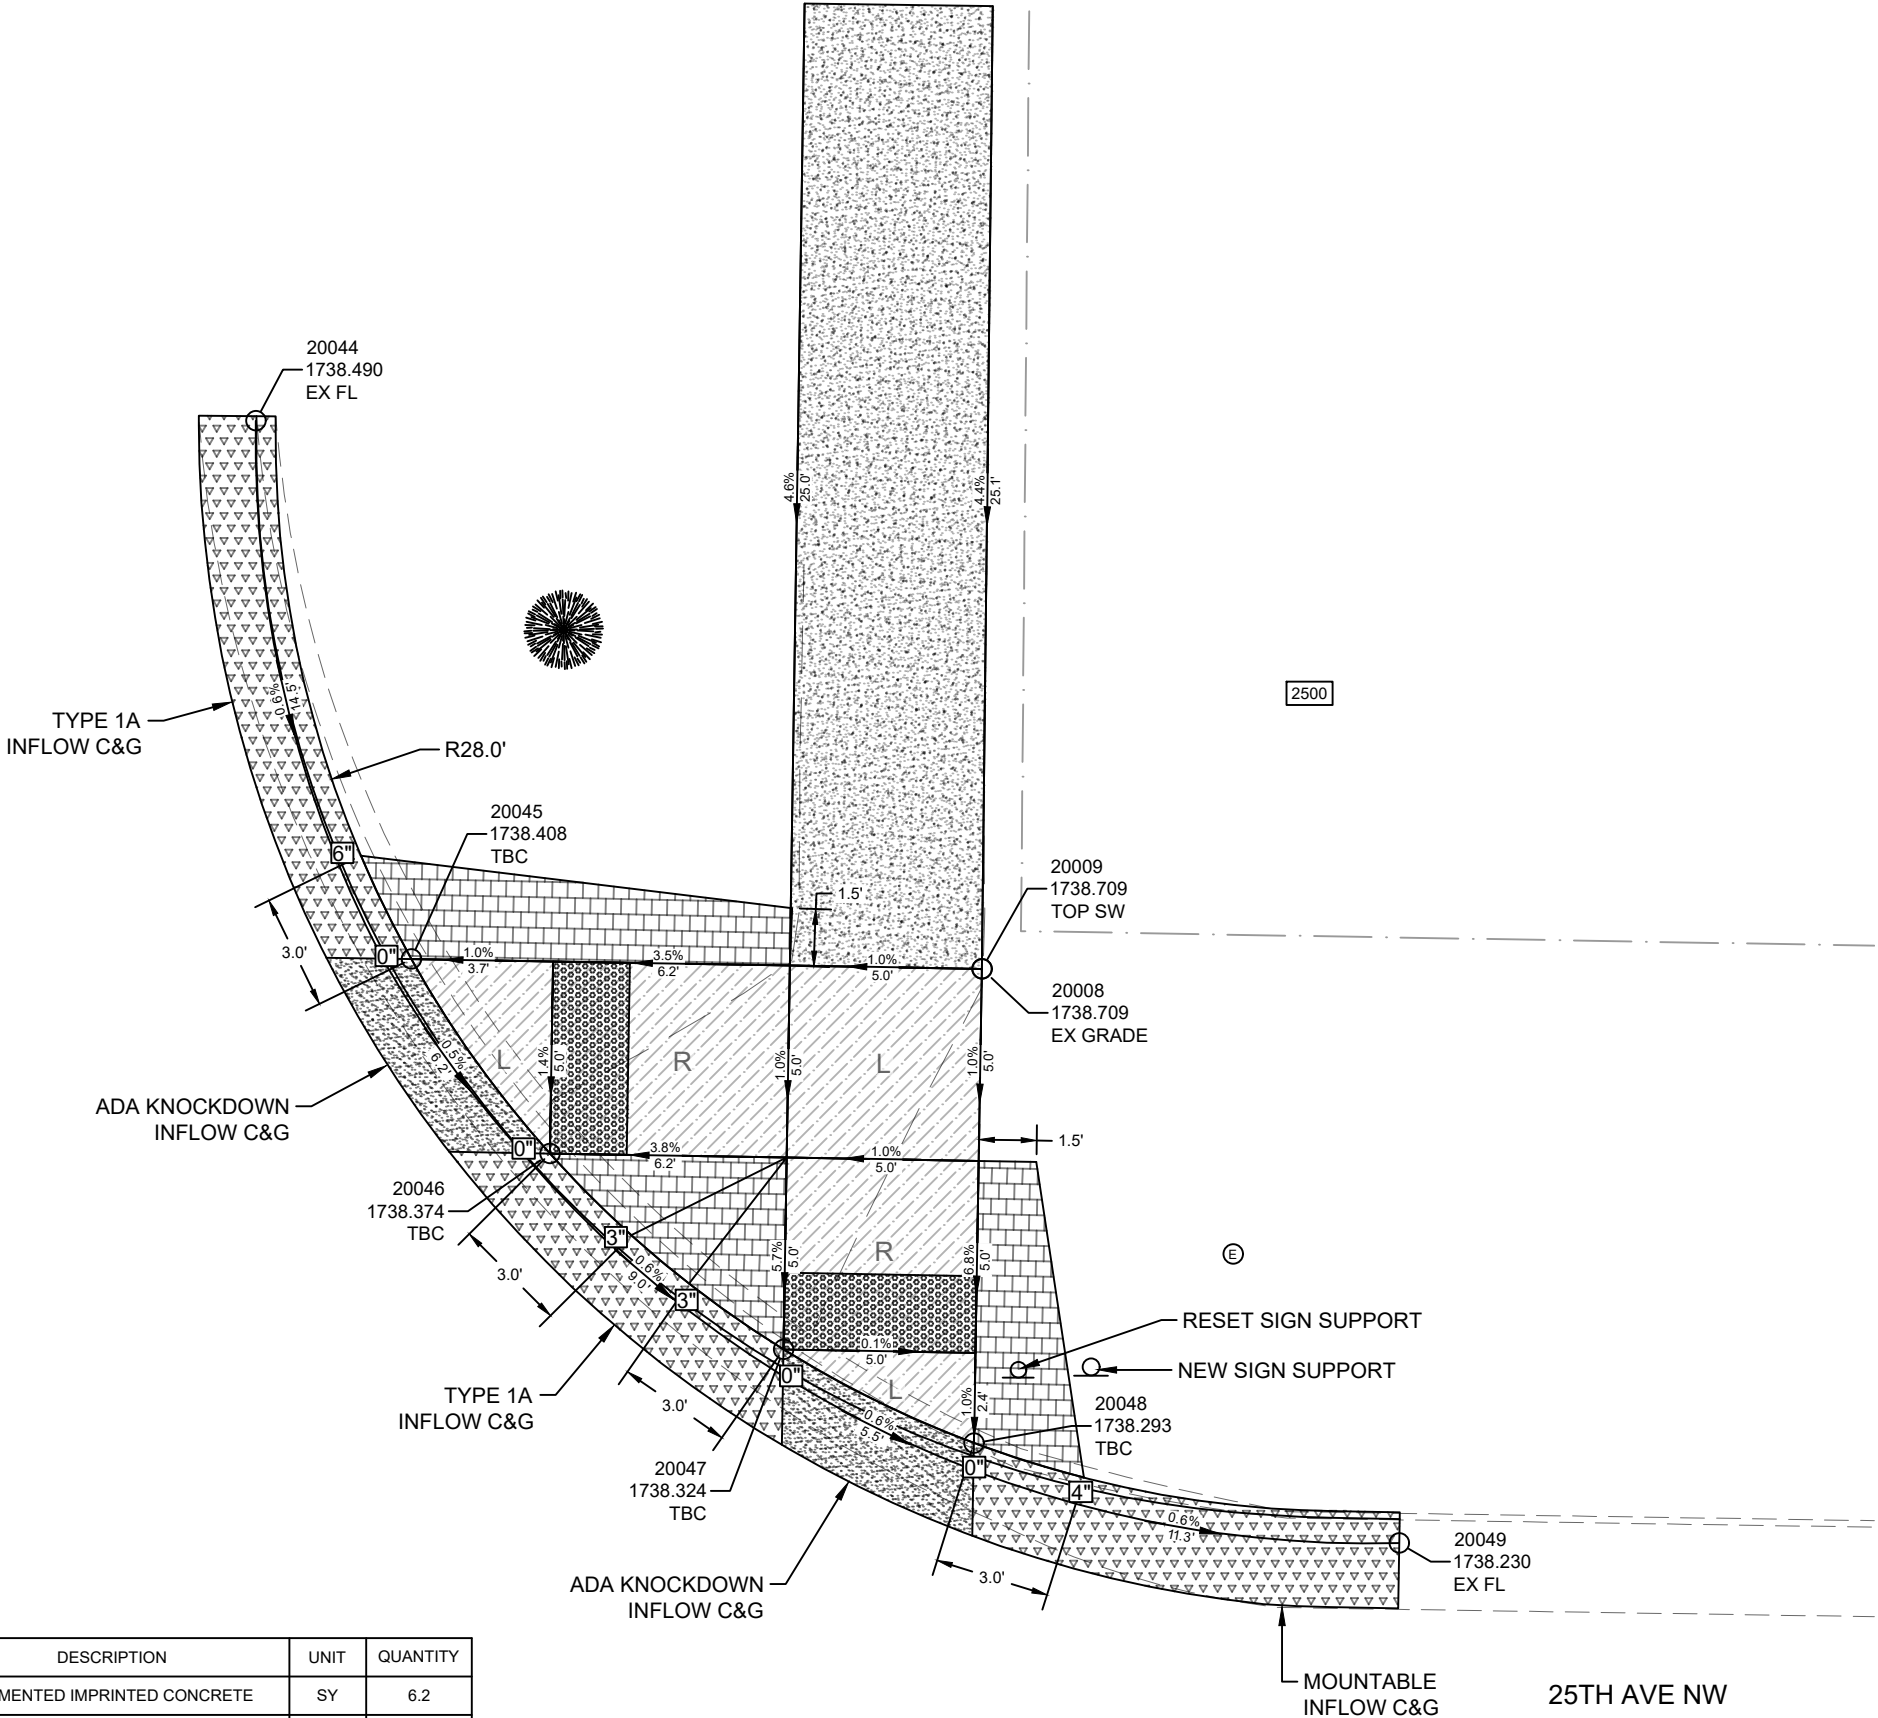 20044
1738.490
EX FL
4.6%
25.0'
4.4%
25.1'
0.6%
14.5'
2500
TYPE 1A
INFLOW C&G
R28.0'
20045
1738.408
TBC
6"
1.5'
20009
1738.709
TOP SW
3.0'
0"
1.0%
3.7'
3.5%
6.2'
1.0%
5.0'
20008
1738.709
EX GRADE
0.5%
6.2'
L
1.4%
5.0'
R
1.0%
5.0'
L
1.0%
5.0'
ADA KNOCKDOWN
INFLOW C&G
0"
3.8%
6.2'
1.0%
5.0'
1.5'
20046
1738.374
TBC
3"
3.0'
0.6%
9.0'
3"
5.7%
5.0'
R
6.8%
5.0'
E
RESET SIGN SUPPORT
NEW SIGN SUPPORT
0.1%
5.0'
0"
L
1.0%
2.4'
TYPE 1A
INFLOW C&G
3.0'
0.6%
5.5'
20048
1738.293
TBC
20047
1738.324
TBC
0"
4"
0.6%
11.3'
20049
1738.230
EX FL
3.0'
ADA KNOCKDOWN
INFLOW C&G
MOUNTABLE
INFLOW C&G
25TH AVE NW
DESCRIPTION UNIT QUANTITY
MENTED IMPRINTED CONCRETE SY 6.2